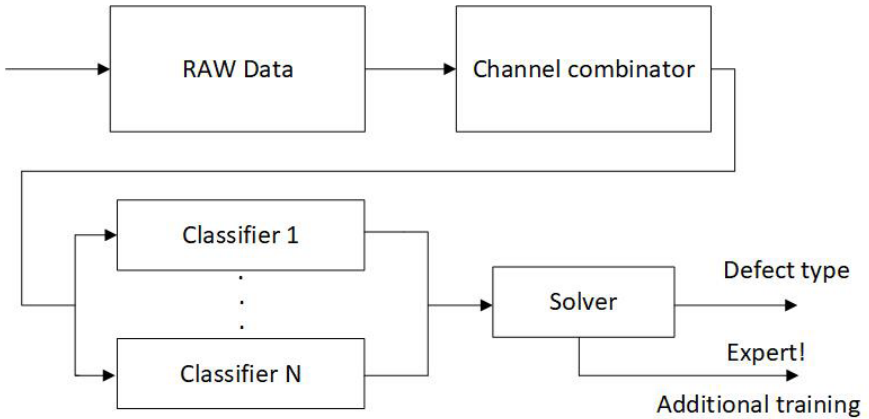 RAW Data
Channel combinator
Classifier 1
.
.
.
Classifier N
Solver
Defect type
Expert!
Additional training